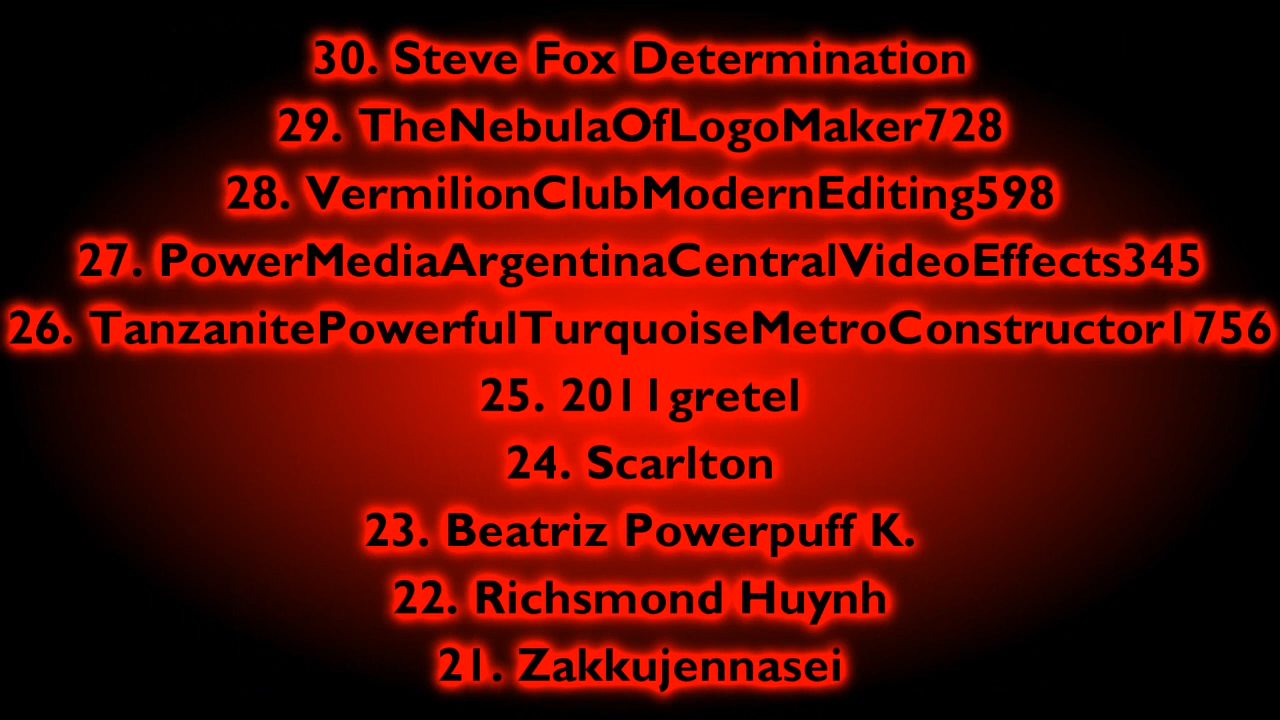 30. Steve Fox Determination
29. TheNebulaOfLogoMaker728
28. VermilionClubModernEditing598
27. PowerMediaArgentinaCentralVideoEffects345
26. TanzanitePowerfulTurquoiseMetroConstructor1756
25. 2011gretel
24. Scarlton
23. Beatriz Powerpuff K.
22. Richsmond Huynh
21. Zakkujennasei